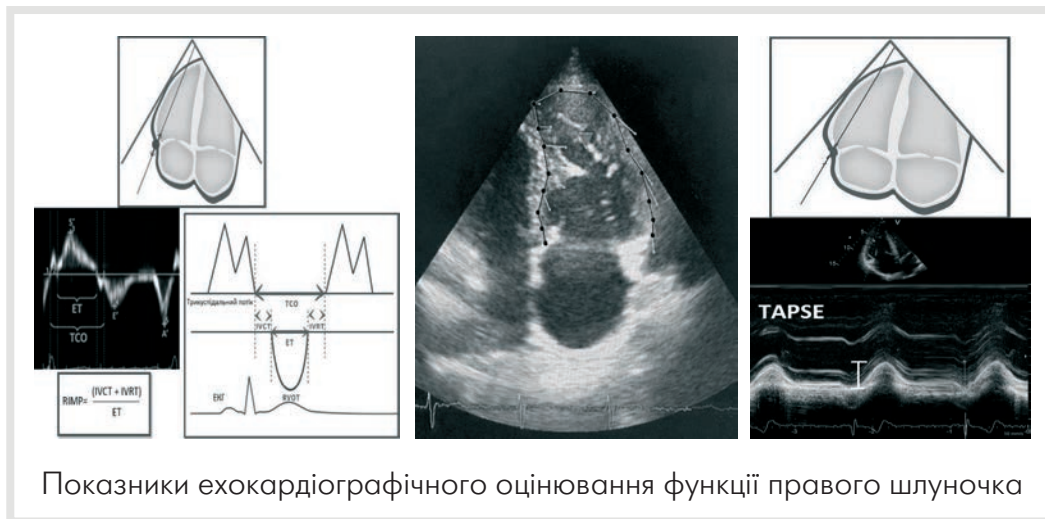 S'
ET
E'
TCO
A'
RIMP=
(IVCT + IVRT)
ET
Трикуспідальний потік
TCO
IVCT
IVRT
ET
ЕКГ
RVOT
V
TAPSE
Показники ехокардіографічного оцінювання функції правого шлуночка